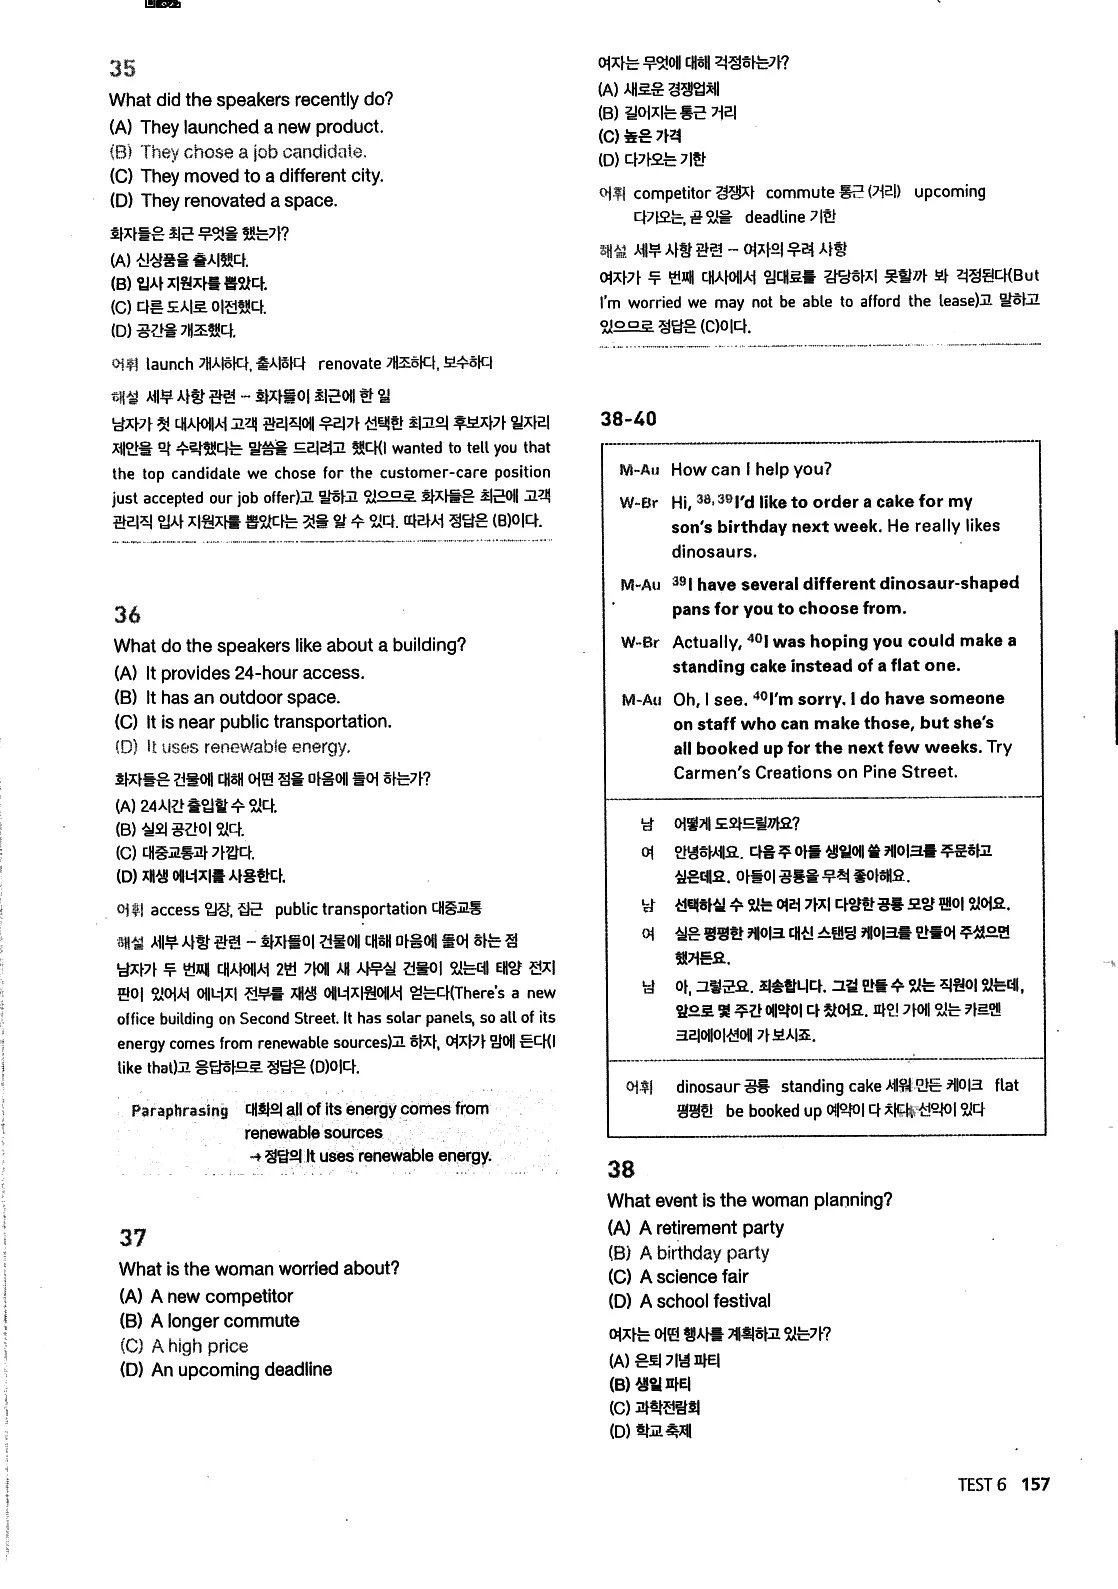 35
What did the speakers recently do?
(A) They launched a new product.
(B) They chose a job candidate.
(C) They moved to a different city.
(D) They renovated a space.
화자들은 최근 무엇을 했는가?
(A) 신상품을 출시했다.
(B) 입사 지원자를 뽑았다.
(C) 다른 도시로 이전했다.
(D) 공간을 개조했다.
어휘 launch 개시하다, 출시하다 renovate 개조하다, 보수하다
해설 세부 사항 관련 – 화자들이 최근에 한 일
남자가 첫 대사에서 고객 관리직에 우리가 선택한 최고의 후보자가 일자리
제안을 막 수락했다는 말씀을 드리려고 했다(I wanted to tell you that
the top candidate we chose for the customer-care position
just accepted our job offer)고 말하고 있으므로 화자들은 최근에 고객
관리직 입사 지원자를 뽑았다는 것을 알 수 있다. 따라서 정답은 (B)이다.
36
What do the speakers like about a building?
(A) It provides 24-hour access.
(B) It has an outdoor space.
(C) It is near public transportation.
(D) It uses renewable energy.
화자들은 건물에 대해 어떤 점을 마음에 들어 하는가?
(A) 24시간 출입할 수 있다.
(B) 실외 공간이 있다.
(C) 대중교통과 가깝다.
(D) 재생 에너지를 사용한다.
어휘 access 입장, 접근 public transportation 대중교통
해설 세부 사항 관련 – 화자들이 건물에 대해 마음에 들어 하는 점
남자가 두 번째 대사에서 2번 가에 새 사무실 건물이 있는데 태양 전지
판이 있어서 에너지 전부를 재생 에너지원에서 얻는다(There's a new
office building on Second Street. It has solar panels, so all of its
energy comes from renewable sources)고 하자, 여자가 맘에 든다(I
like that)고 응답하므로 정답은 (D)이다.
Paraphrasing 대화의 all of its energy comes from
renewable sources
→ 정답의 It uses renewable energy.
37
What is the woman worried about?
(A) A new competitor
(B) A longer commute
(C) A high price
(D) An upcoming deadline
여자는 무엇에 대해 걱정하는가?
(A) 새로운 경쟁업체
(B) 길어지는 통근 거리
(C) 높은 가격
(D) 다가오는 기한
어휘 competitor 경쟁자 commute 통근 (거리) upcoming
다가오는, 곧 있을 deadline 기한
해설 세부 사항 관련 – 여자의 우려 사항
여자가 두 번째 대사에서 임대료를 감당하지 못할까 봐 걱정된다(But
I'm worried we may not be able to afford the lease)고 말하고
있으므로 정답은 (C)이다.
38-40
M-Au How can I help you?
W-Br Hi, 38, 39I'd like to order a cake for my
son's birthday next week. He really likes
dinosaurs.
M-Au 39I have several different dinosaur-shaped
pans for you to choose from.
W-Br Actually, 40I was hoping you could make a
standing cake instead of a flat one.
M-Au Oh, I see. 40I'm sorry. I do have someone
on staff who can make those, but she's
all booked up for the next few weeks. Try
Carmen's Creations on Pine Street.
남 어떻게 도와드릴까요?
여 안녕하세요. 다음 주 아들 생일에 쓸 케이크를 주문하고
싶은데요. 아들이 공룡을 무척 좋아해요.
남 선택하실 수 있는 여러 가지 다양한 공룡 모양 팬이 있어요.
여 실은 평평한 케이크 대신 스탠딩 케이크를 만들어 주셨으면
했거든요.
남 아, 그렇군요. 죄송합니다. 그걸 만들 수 있는 직원이 있는데,
앞으로 몇 주간 예약이 다 찼어요. 파인 가에 있는 카르멘
크리에이션에 가 보시죠.
어휘 dinosaur 공룡 standing cake 세워 만든 케이크 flat
평평한 be booked up 예약이 다 차다, 선약이 있다
38
What event is the woman planning?
(A) A retirement party
(B) A birthday party
(C) A science fair
(D) A school festival
여자는 어떤 행사를 계획하고 있는가?
(A) 은퇴 기념 파티
(B) 생일 파티
(C) 과학전람회
(D) 학교 축제
TEST 6 157